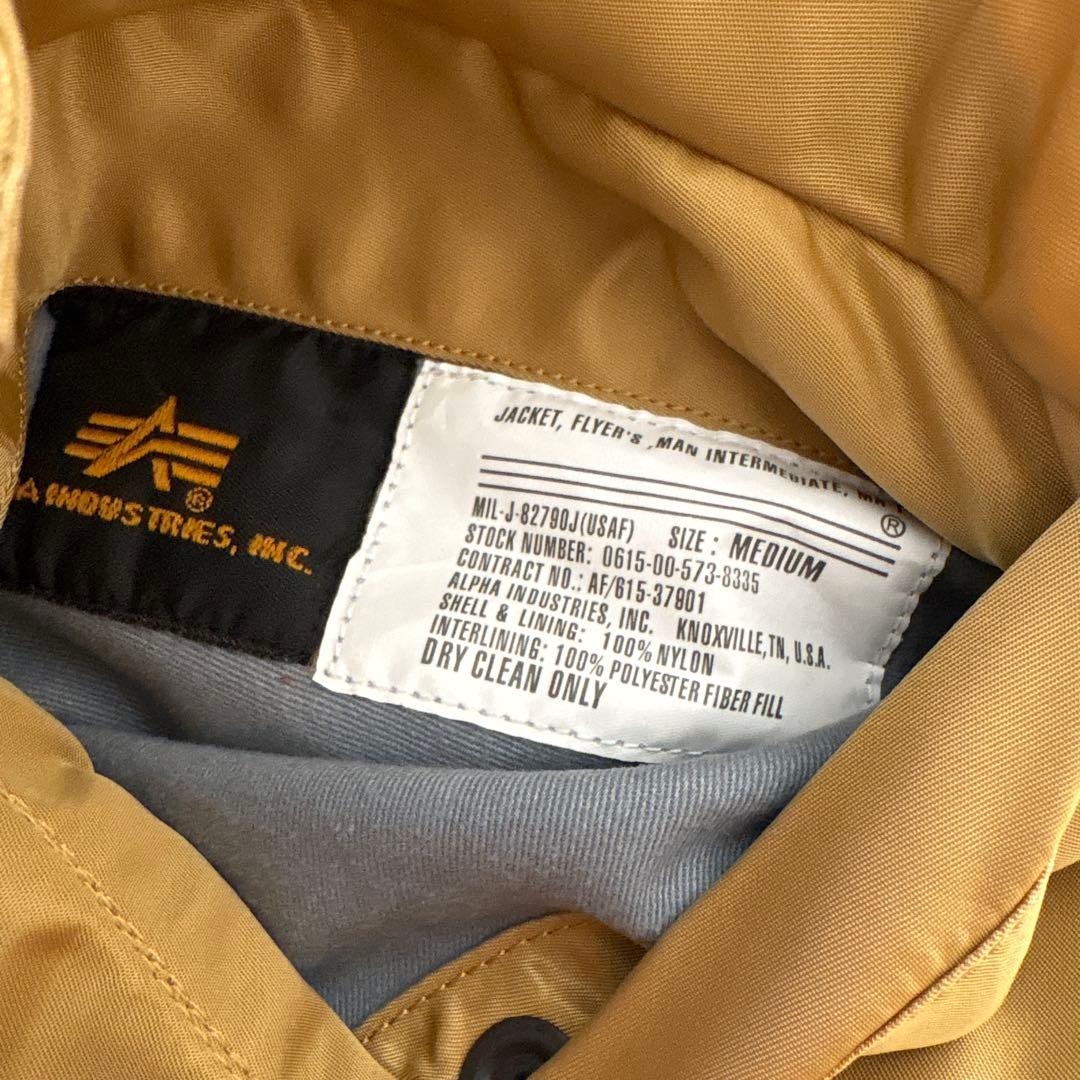 A INDUSTRIES, INC.
®
JACKET, FLYER'S ,MAN INTERMEDIATE,
®
MIL-J-82790J(USAF) SIZE : MEDIUM
STOCK NUMBER: 0615-00-573-8335
CONTRACT NO.: AF/615-37901
ALPHA INDUSTRIES, INC. KNOXVILLE,TN, U.S.A.
SHELL & LINING: 100% NYLON
INTERLINING: 100% POLYESTER FIBER FILL
DRY CLEAN ONLY